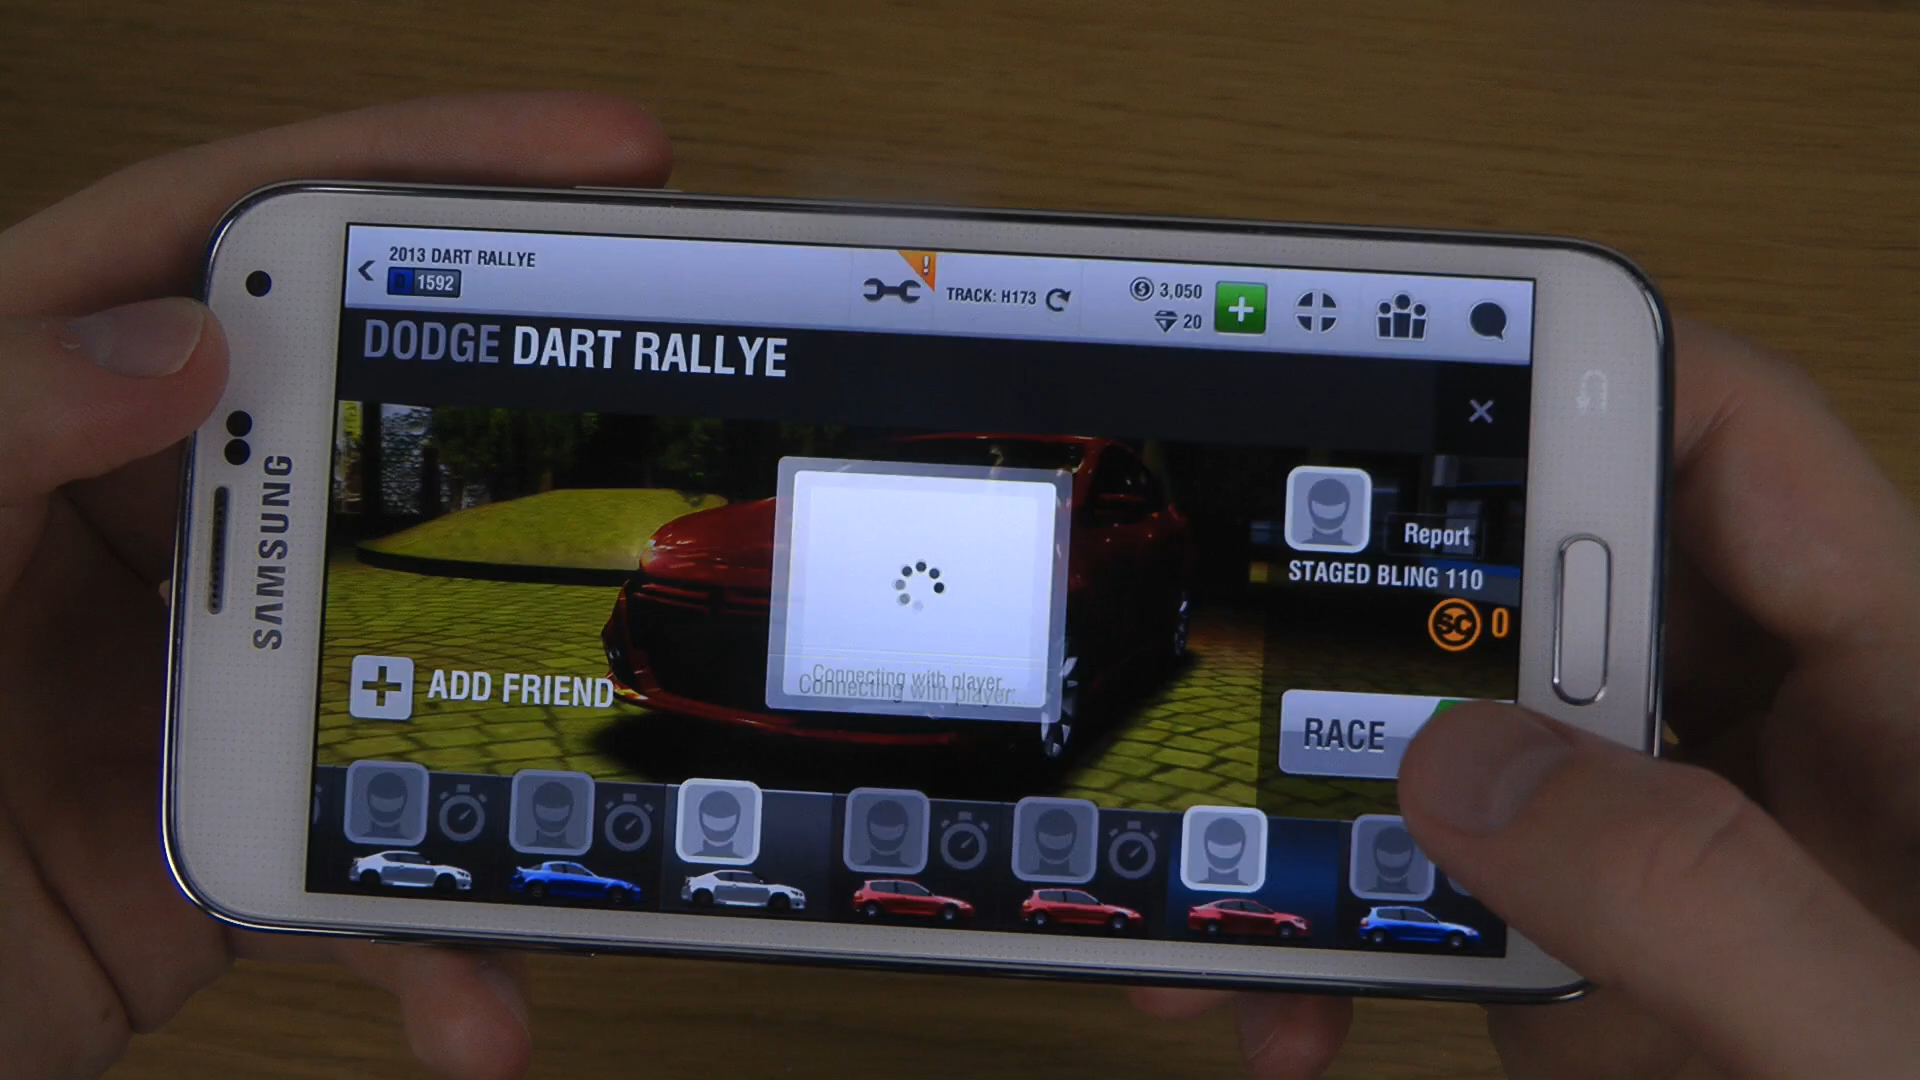 2013 DART RALLYE
D 1592
TRACK: H173
3,050
20
DODGE DART RALLYE
Report
STAGED BLING 110
SC 0
Connecting with player...
ADD FRIEND
RACE
SAMSUNG